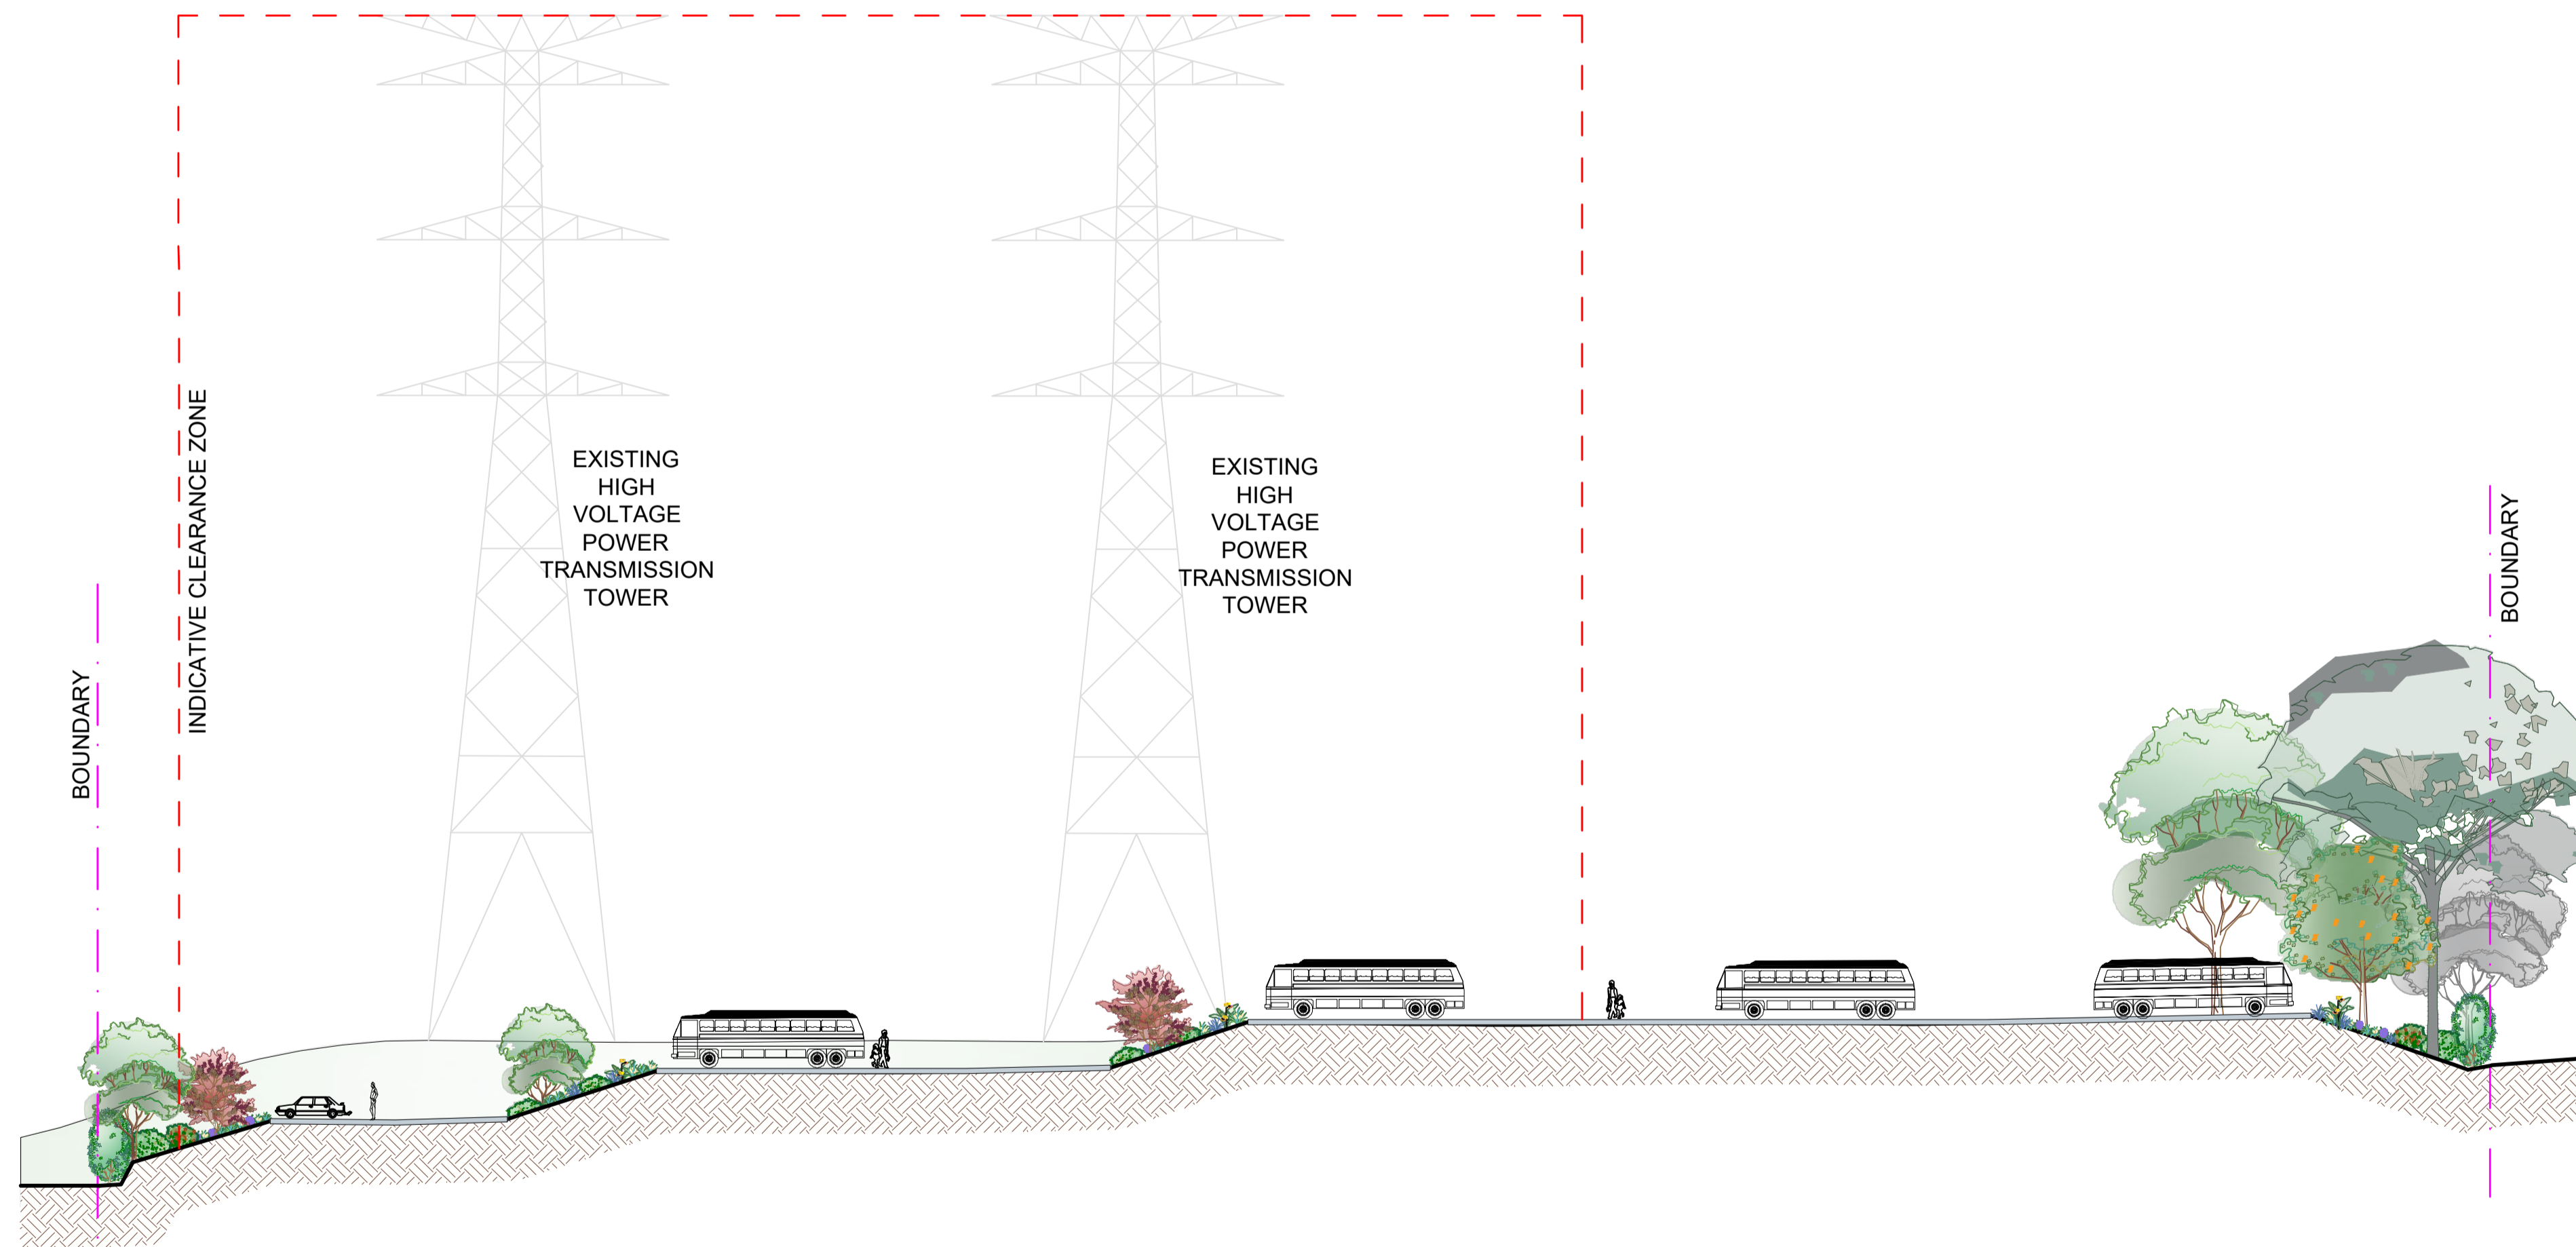 BOUNDARY
INDICATIVE CLEARANCE ZONE
EXISTING
HIGH
VOLTAGE
POWER
TRANSMISSION
TOWER
EXISTING
HIGH
VOLTAGE
POWER
TRANSMISSION
TOWER
BOUNDARY